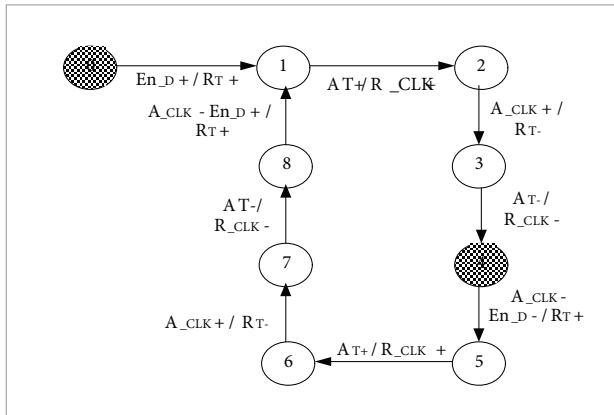 1
2
En_D + / RT +
AT+/ R _CLK+
A_CLK - En_D + /
RT +
A_CLK + /
RT-
8
3
A T- /
R_CLK -
A T- /
R_CLK -
7
A_CLK -
En_D - / RT +
A_CLK + / RT-
AT+ / R_CLK +
6
5